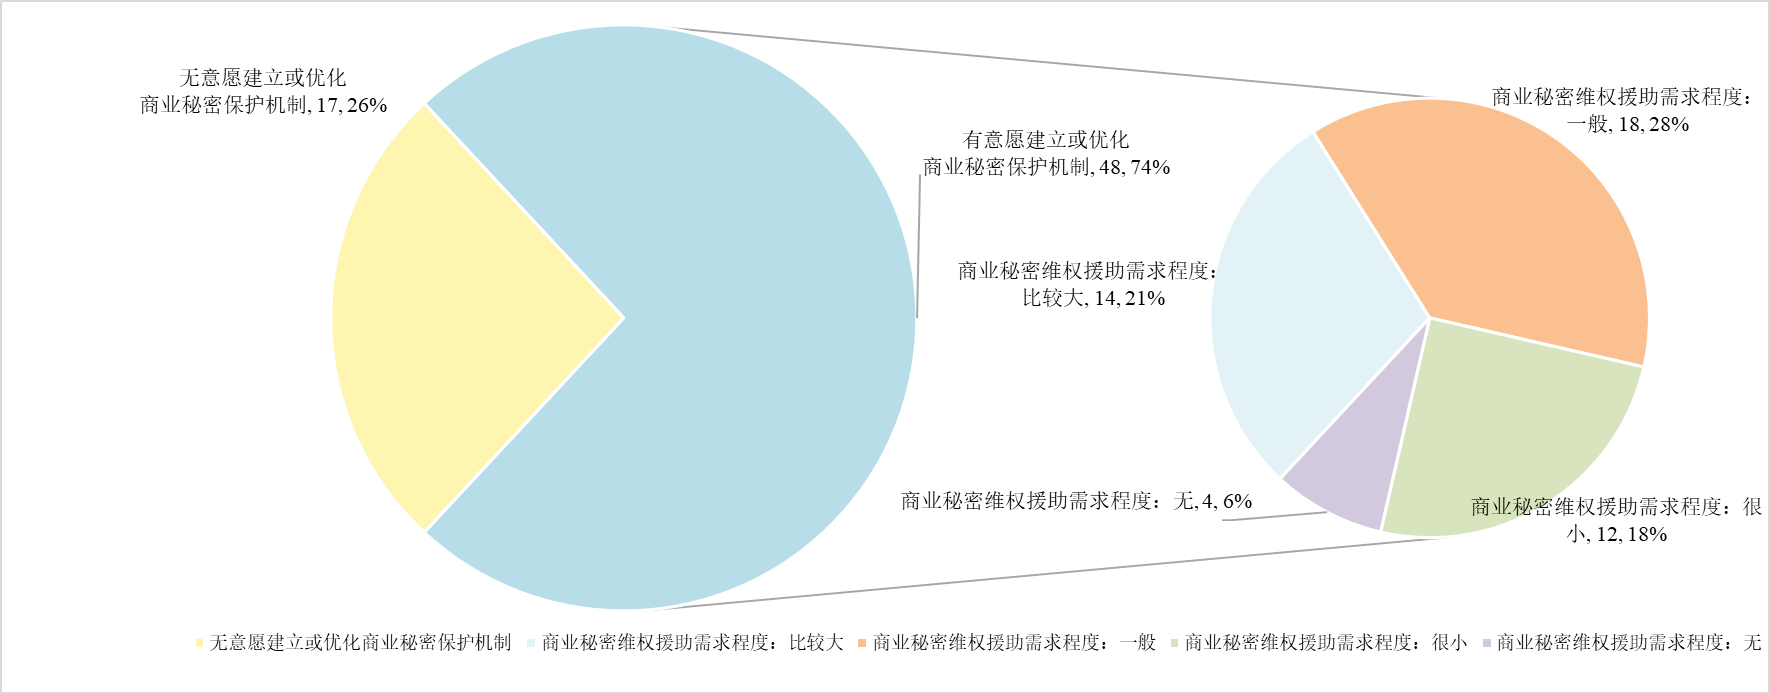 无意愿建立或优化
商业秘密保护机制, 17, 26%
有意愿建立或优化
商业秘密保护机制, 48, 74%
商业秘密维权援助需求程度：
一般, 18, 28%
商业秘密维权援助需求程度：
比较大, 14, 21%
商业秘密维权援助需求程度：无, 4, 6%
商业秘密维权援助需求程度：很
小, 12, 18%
无意愿建立或优化商业秘密保护机制
商业秘密维权援助需求程度：比较大
商业秘密维权援助需求程度：一般
商业秘密维权援助需求程度：很小
商业秘密维权援助需求程度：无